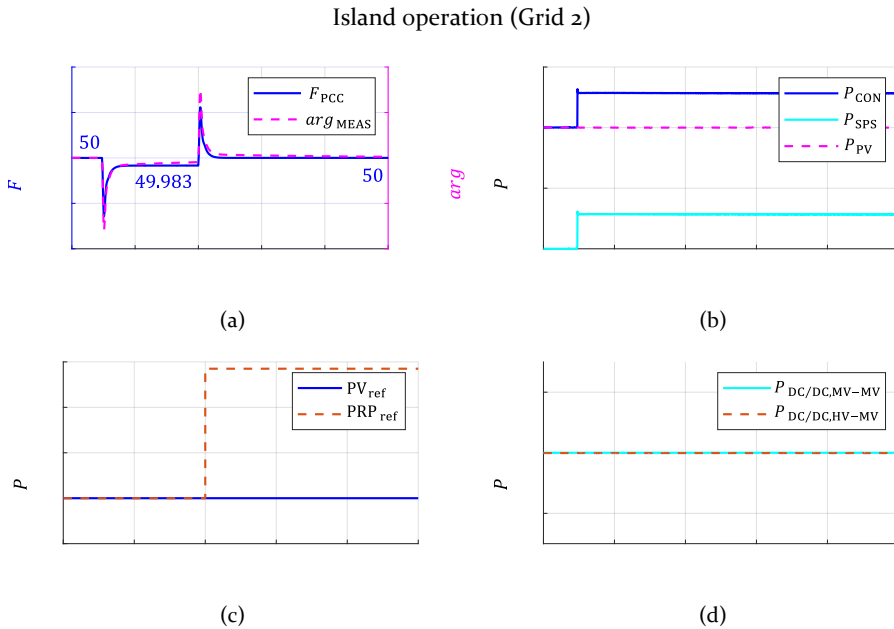 Island operation (Grid 2)
F_PCC
arg_MEAS
50
49.983
50
F
arg
(a)
P_CON
P_SPS
P_PV
P
(b)
PV_ref
PRP_ref
P
(c)
P_DC/DC,MV−MV
P_DC/DC,HV−MV
P
(d)